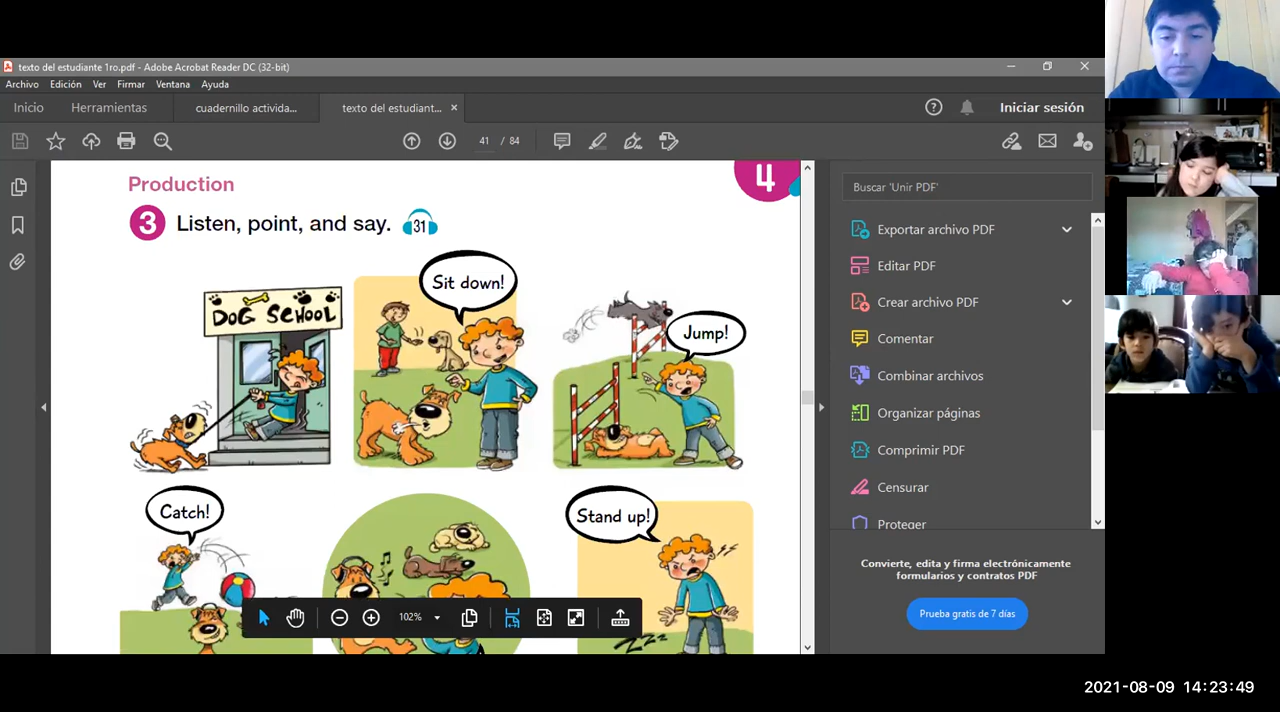 texto del estudiante 1ro.pdf - Adobe Acrobat Reader DC (32-bit)
Archivo Edición Ver Firmar Ventana Ayuda
Inicio Herramientas cuadernillo activida... texto del estudiant... × ? Iniciar sesión
41 / 84
Production
4
3 Listen, point, and say. 31
Buscar 'Unir PDF'
Exportar archivo PDF
Editar PDF
Crear archivo PDF
Comentar
Combinar archivos
Organizar páginas
Comprimir PDF
Censurar
Proteger
Convierte, edita y firma electrónicamente
formularios y contratos PDF
Prueba gratis de 7 días
DOG SCHOOL
Sit down!
Jump!
Catch!
Stand up!
ZZZ
102%
2021-08-09 14:23:49